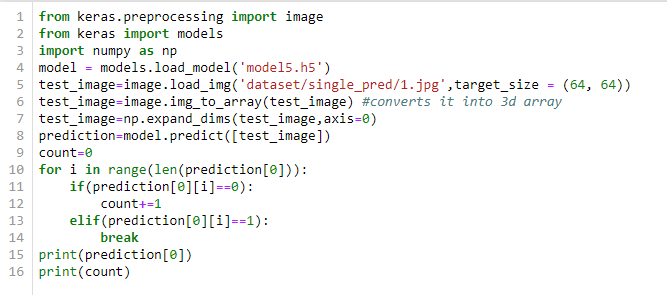 1 from keras.preprocessing import image
2 from keras import models
3 import numpy as np
4 model = models.load_model('model5.h5')
5 test_image=image.load_img('dataset/single_pred/1.jpg',target_size = (64, 64))
6 test_image=image.img_to_array(test_image) #converts it into 3d array
7 test_image=np.expand_dims(test_image,axis=0)
8 prediction=model.predict([test_image])
9 count=0
10 for i in range(len(prediction[0])):
11     if(prediction[0][i]==0):
12         count+=1
13     elif(prediction[0][i]==1):
14         break
15 print(prediction[0])
16 print(count)